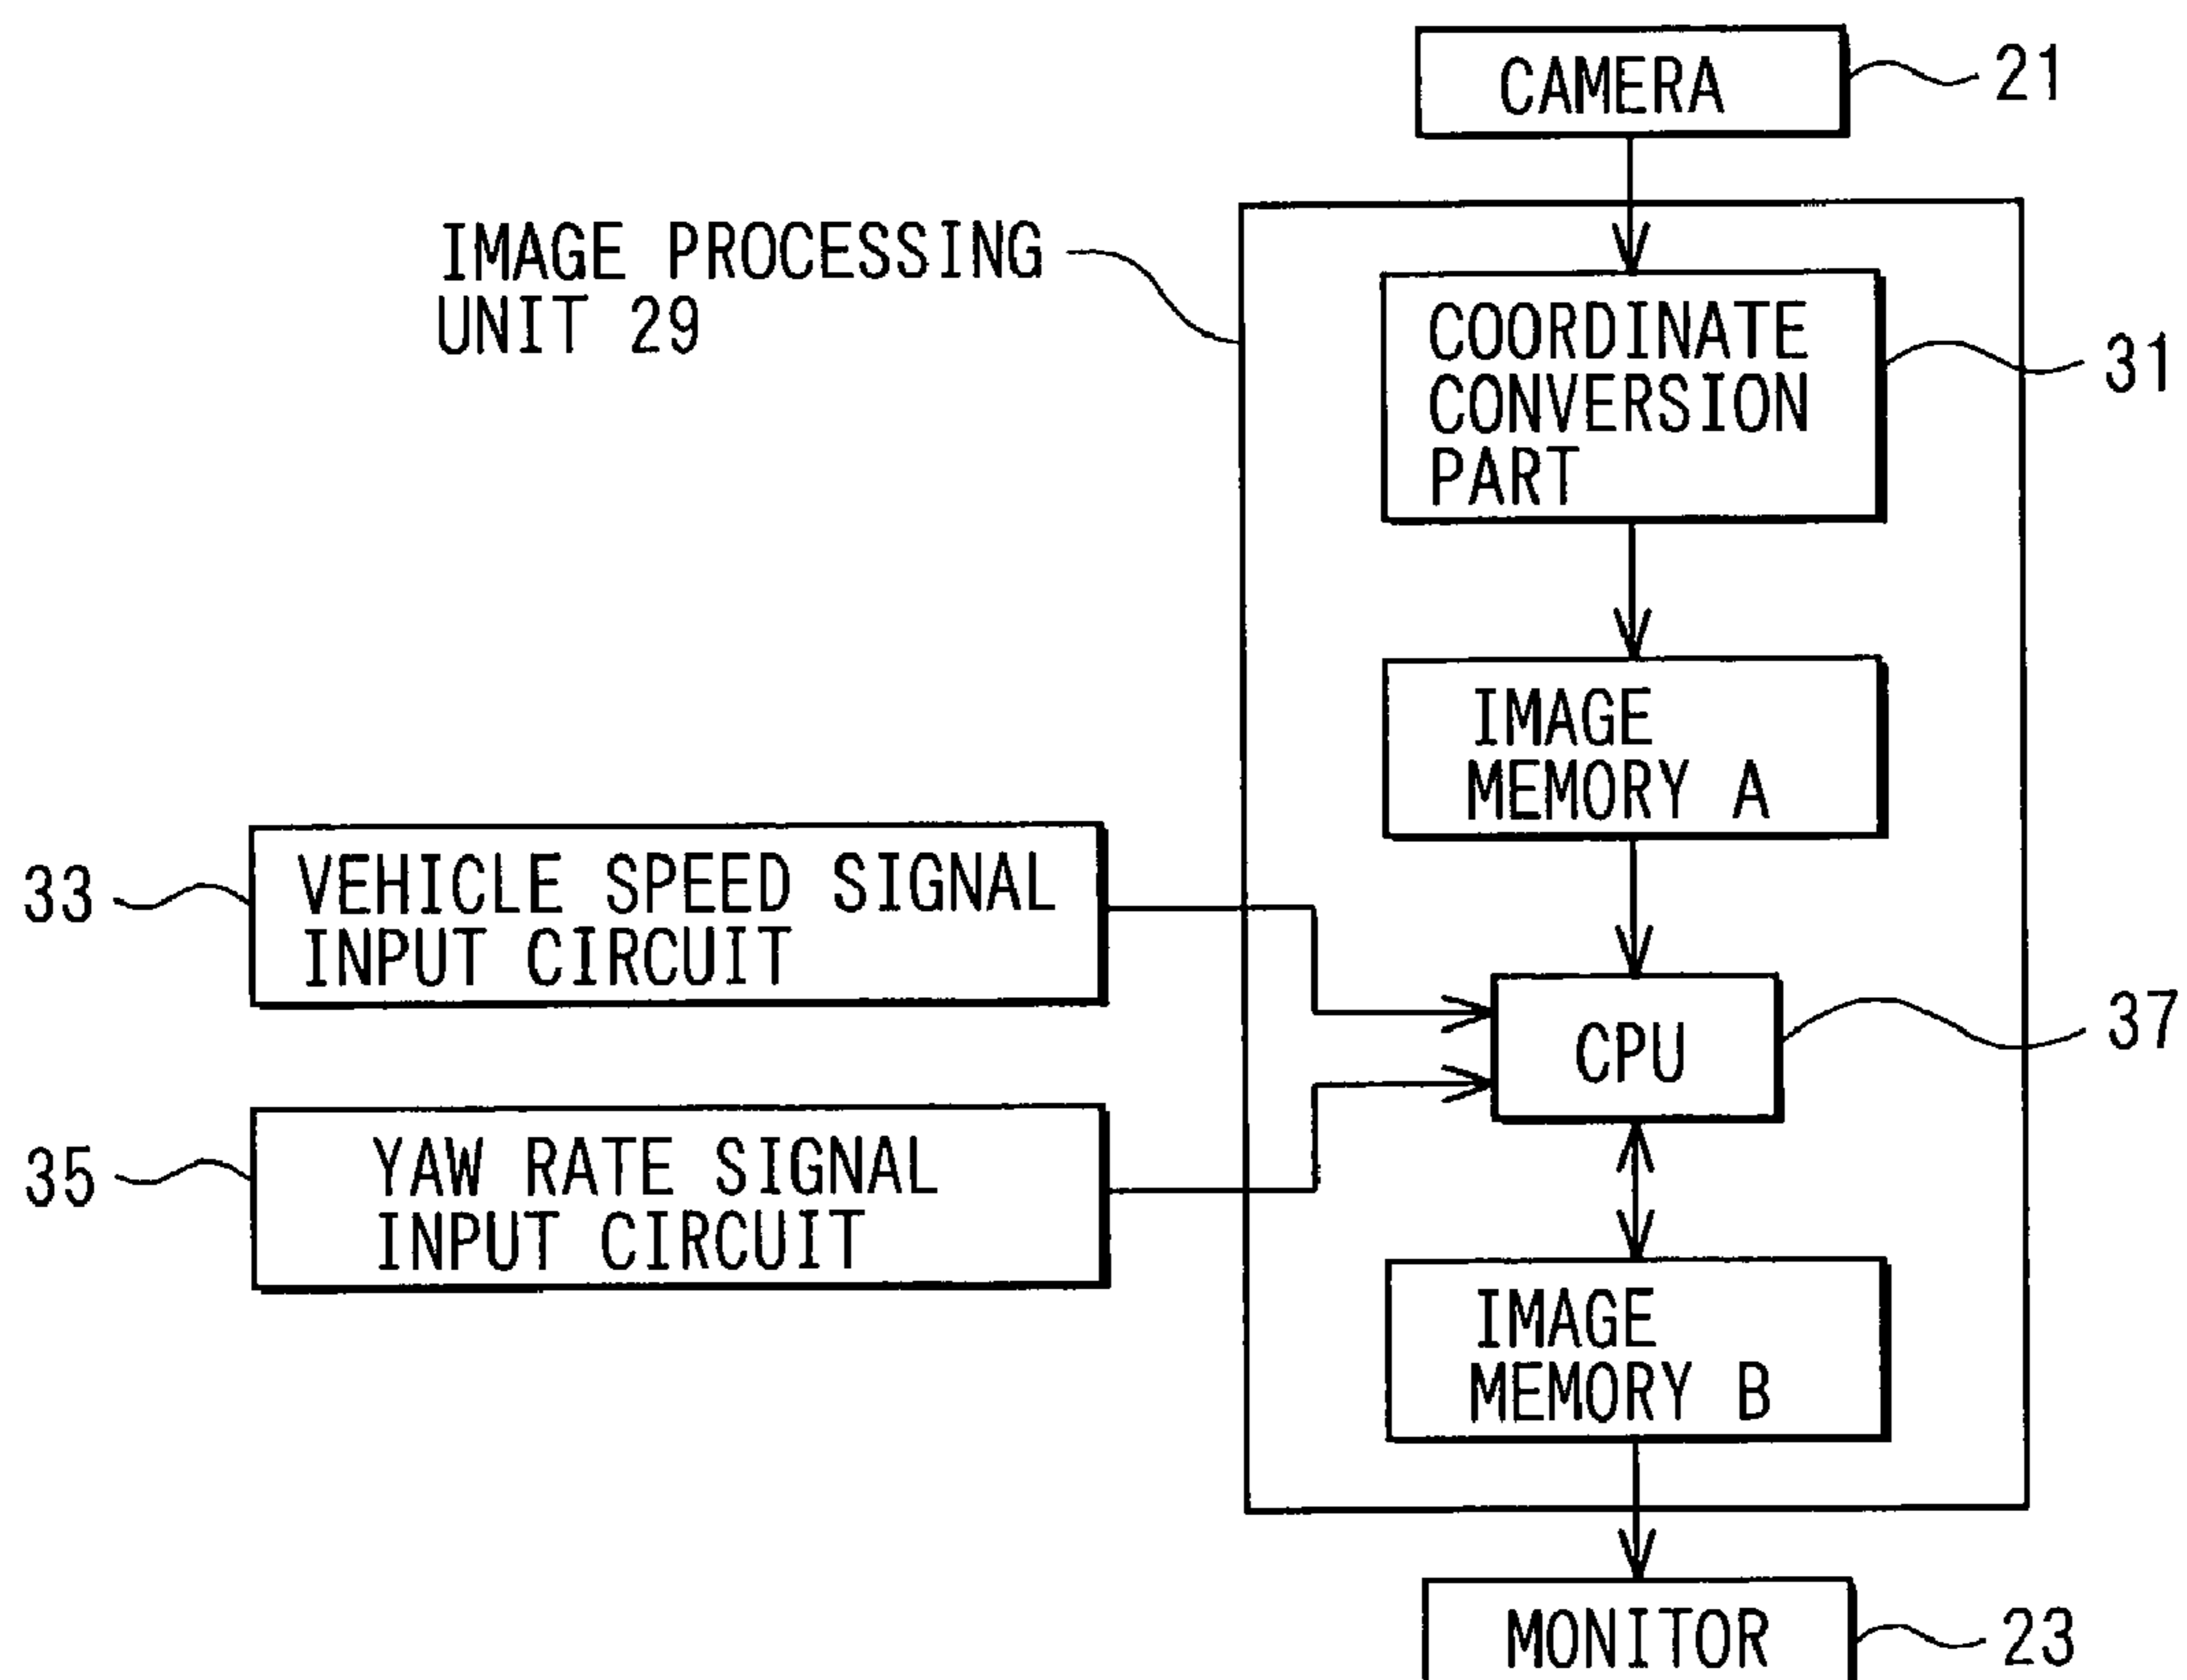 CAMERA
21
IMAGE PROCESSING
UNIT 29
COORDINATE
CONVERSION
PART
31
IMAGE
MEMORY A
33
VEHICLE SPEED SIGNAL
INPUT CIRCUIT
CPU
37
35
YAW RATE SIGNAL
INPUT CIRCUIT
IMAGE
MEMORY B
MONITOR
23